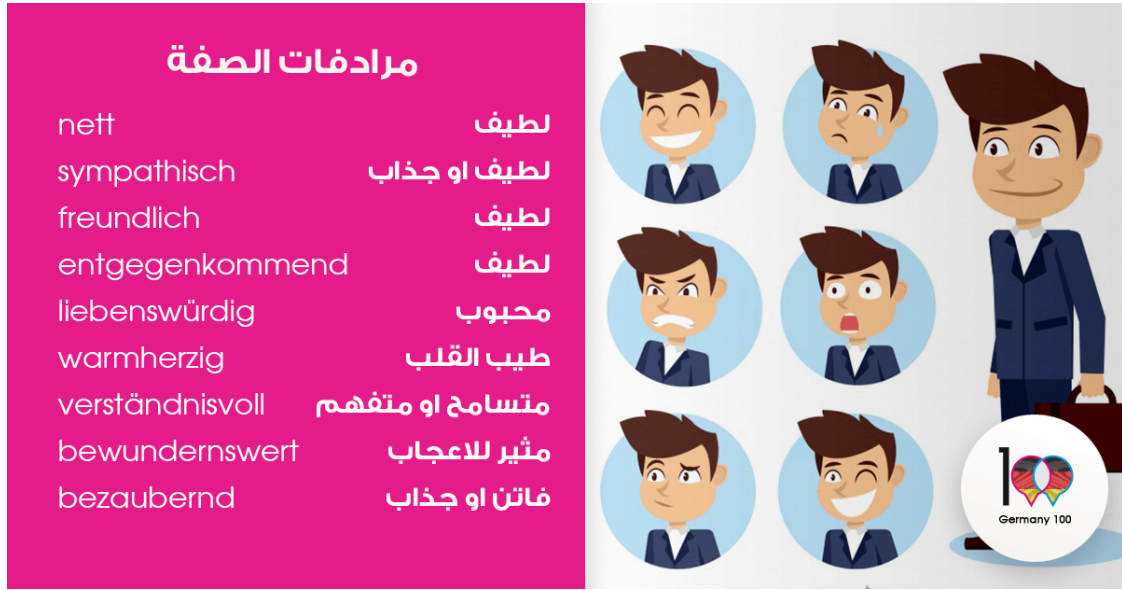 مرادفات الصفة
nett لطيف
sympathisch لطيف او جذاب
freundlich لطيف
entgegenkommend لطيف
liebenswürdig محبوب
warmherzig طيب القلب
verständnisvoll متسامح او متفهم
bewundernswert مثير للاعجاب
bezaubernd فاتن او جذاب
100
Germany 100